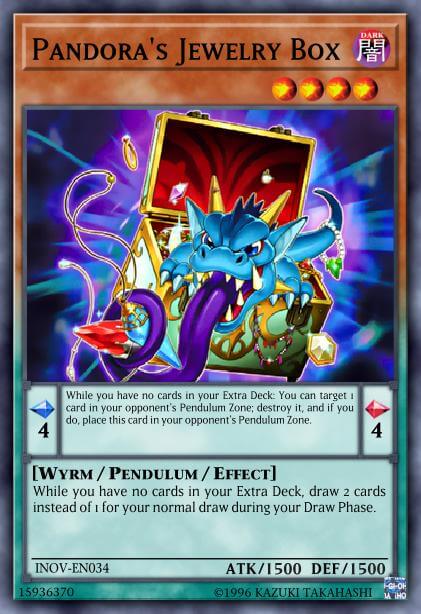 PANDORA'S JEWELRY BOX
DARK
闇
While you have no cards in your Extra Deck: You can target 1
card in your opponent's Pendulum Zone; destroy it, and if you
do, place this card in your opponent's Pendulum Zone.
4
4
[WYRM / PENDULUM / EFFECT]
While you have no cards in your Extra Deck, draw 2 cards
instead of 1 for your normal draw during your Draw Phase.
INOV-EN034
ATK/1500 DEF/1500
15936370
©1996 KAZUKI TAKAHASHI